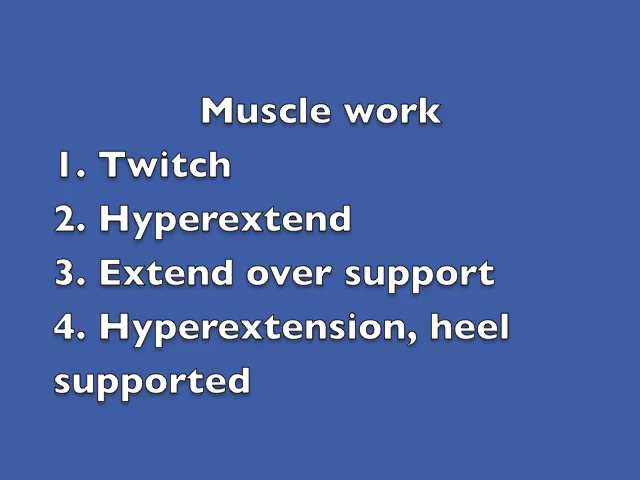 Muscle work
1. Twitch
2. Hyperextend
3. Extend over support
4. Hyperextension, heel
supported